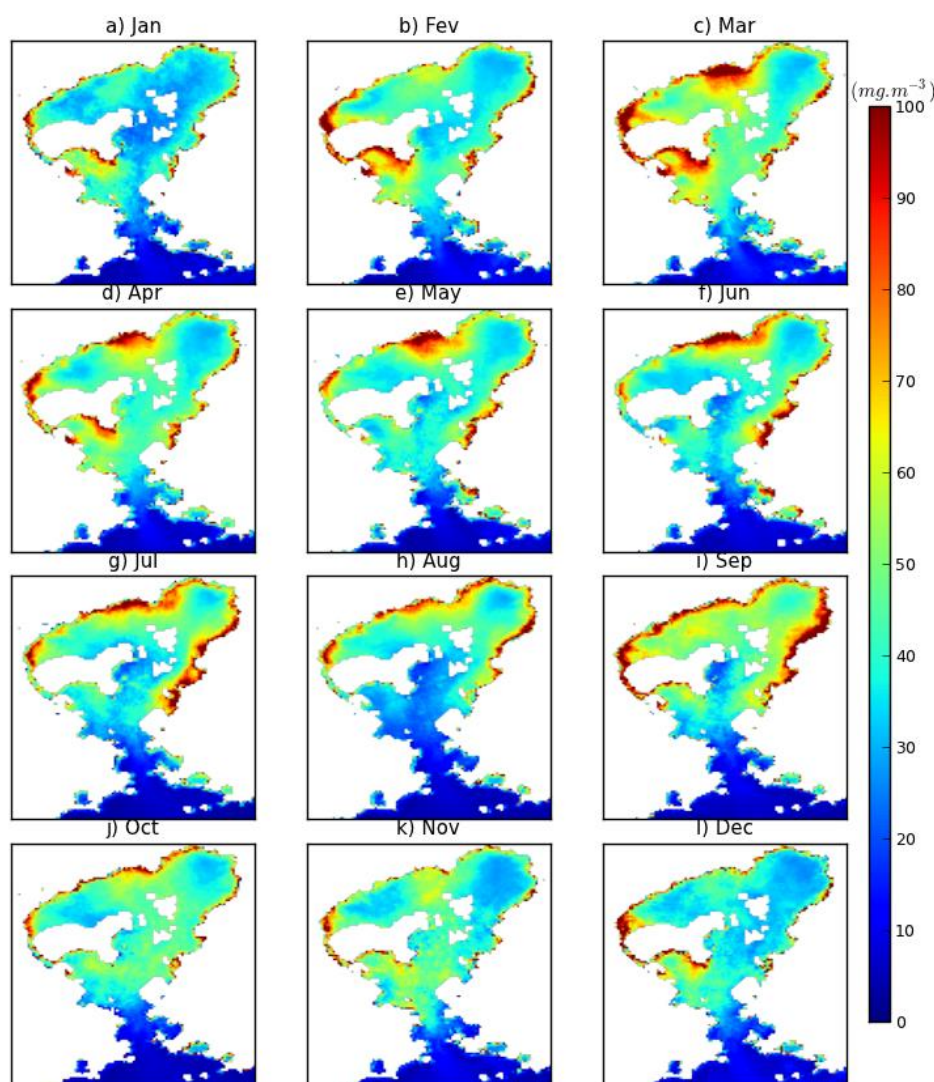 a) Jan
b) Fev
c) Mar
(mg.m⁻³)
d) Apr
e) May
f) Jun
g) Jul
h) Aug
i) Sep
j) Oct
k) Nov
l) Dec
100
90
80
70
60
50
40
30
20
10
0